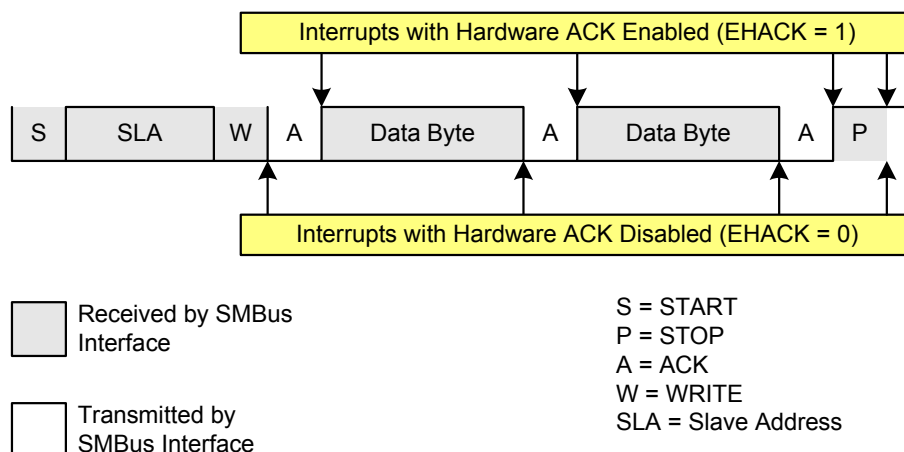 Interrupts with Hardware ACK Enabled (EHACK = 1)
S SLA W A Data Byte A Data Byte A P
Interrupts with Hardware ACK Disabled (EHACK = 0)
Received by SMBus
Interface
Transmitted by
SMBus Interface
S = START
P = STOP
A = ACK
W = WRITE
SLA = Slave Address